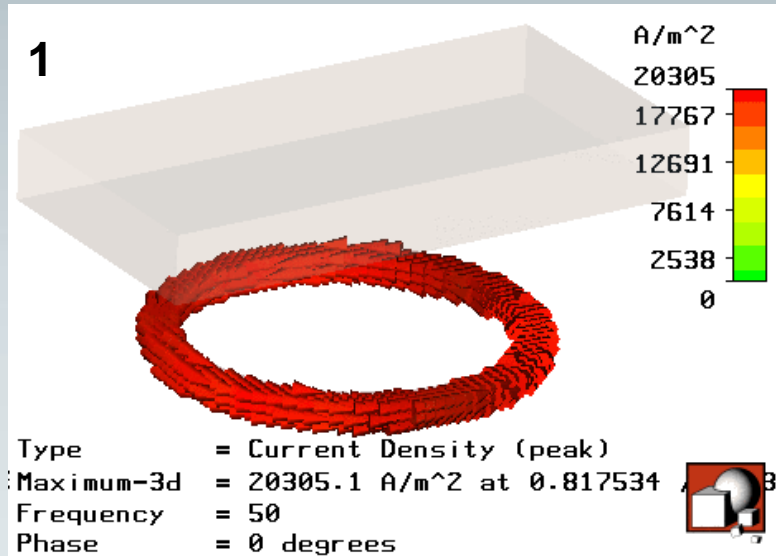 1
A/m^2
20305
17767
12691
7614
2538
0
Type = Current Density (peak)
Maximum-3d = 20305.1 A/m^2 at 0.817534 /
Frequency = 50
Phase = 0 degrees